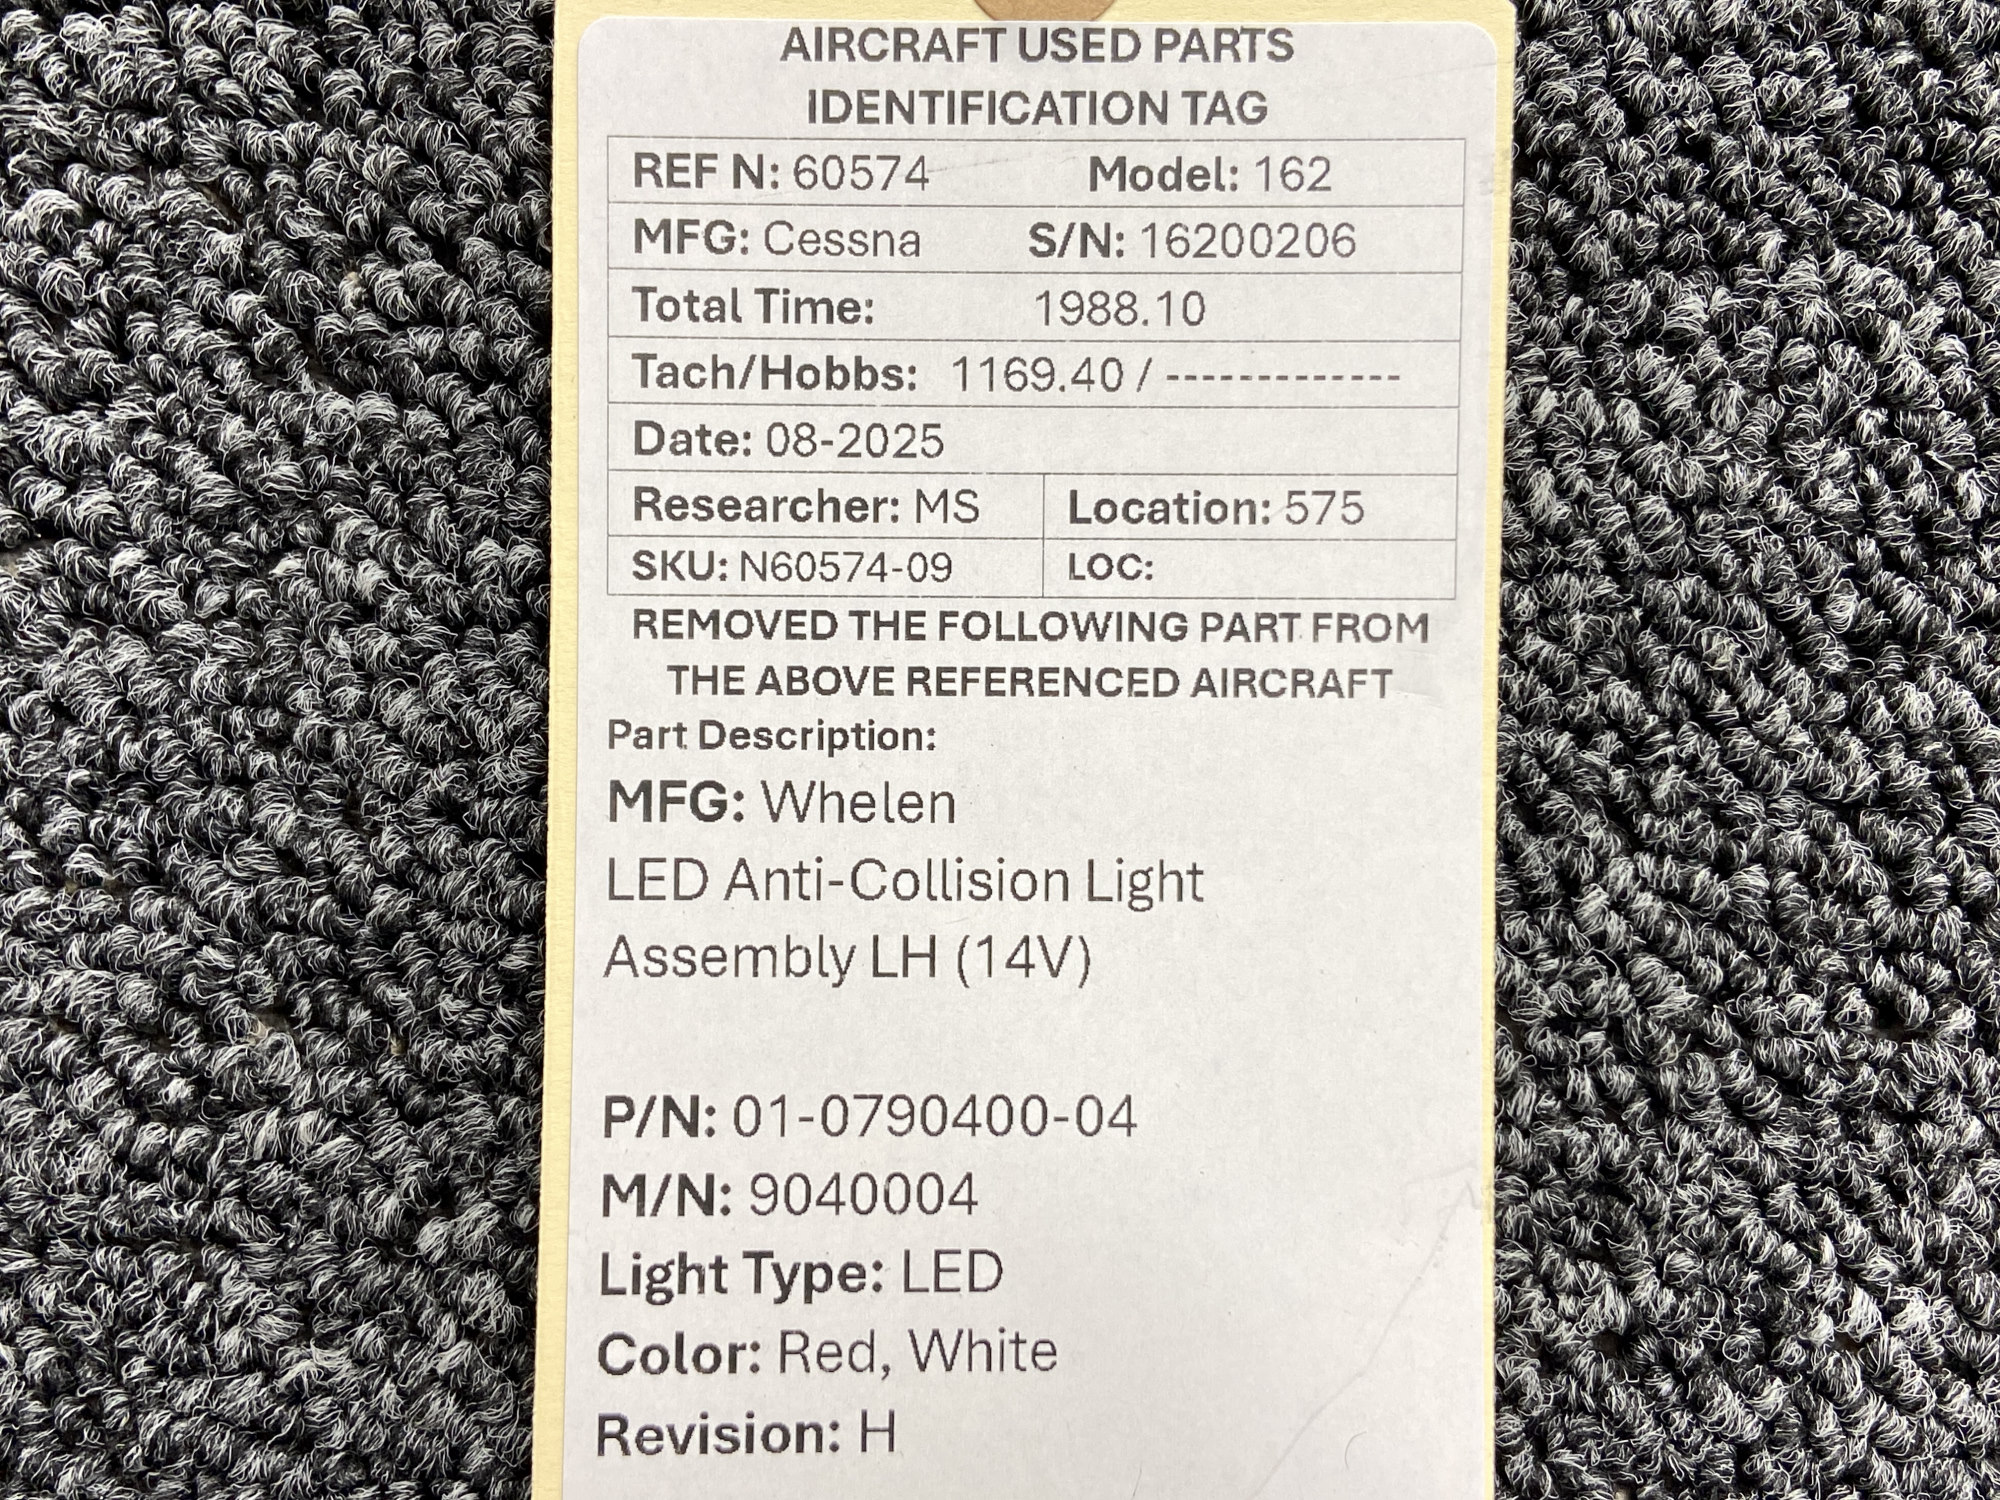 AIRCRAFT USED PARTS
IDENTIFICATION TAG
REF N: 60574 Model: 162
MFG: Cessna S/N: 16200206
Total Time: 1988.10
Tach/Hobbs: 1169.40 / -------------
Date: 08-2025
Researcher: MS Location: 575
SKU: N60574-09 LOC:
REMOVED THE FOLLOWING PART FROM
THE ABOVE REFERENCED AIRCRAFT
Part Description:
MFG: Whelen
LED Anti-Collision Light
Assembly LH (14V)
P/N: 01-0790400-04
M/N: 9040004
Light Type: LED
Color: Red, White
Revision: H